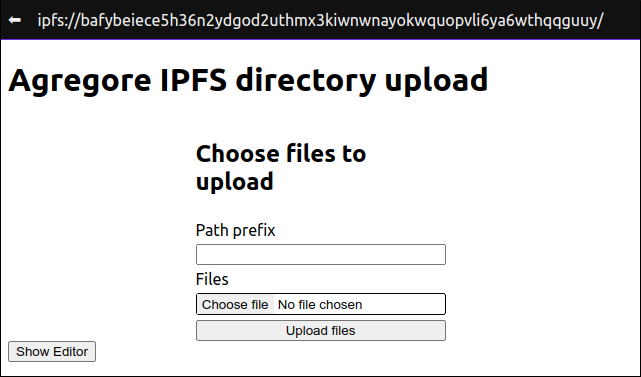 ipfs://bafybeiece5h36n2ydgod2uthmx3kiwnwnayokwquopvli6ya6wthqqguuy/
Agregore IPFS directory upload
Choose files to
upload
Path prefix
Files
Choose file No file chosen
Upload files
Show Editor